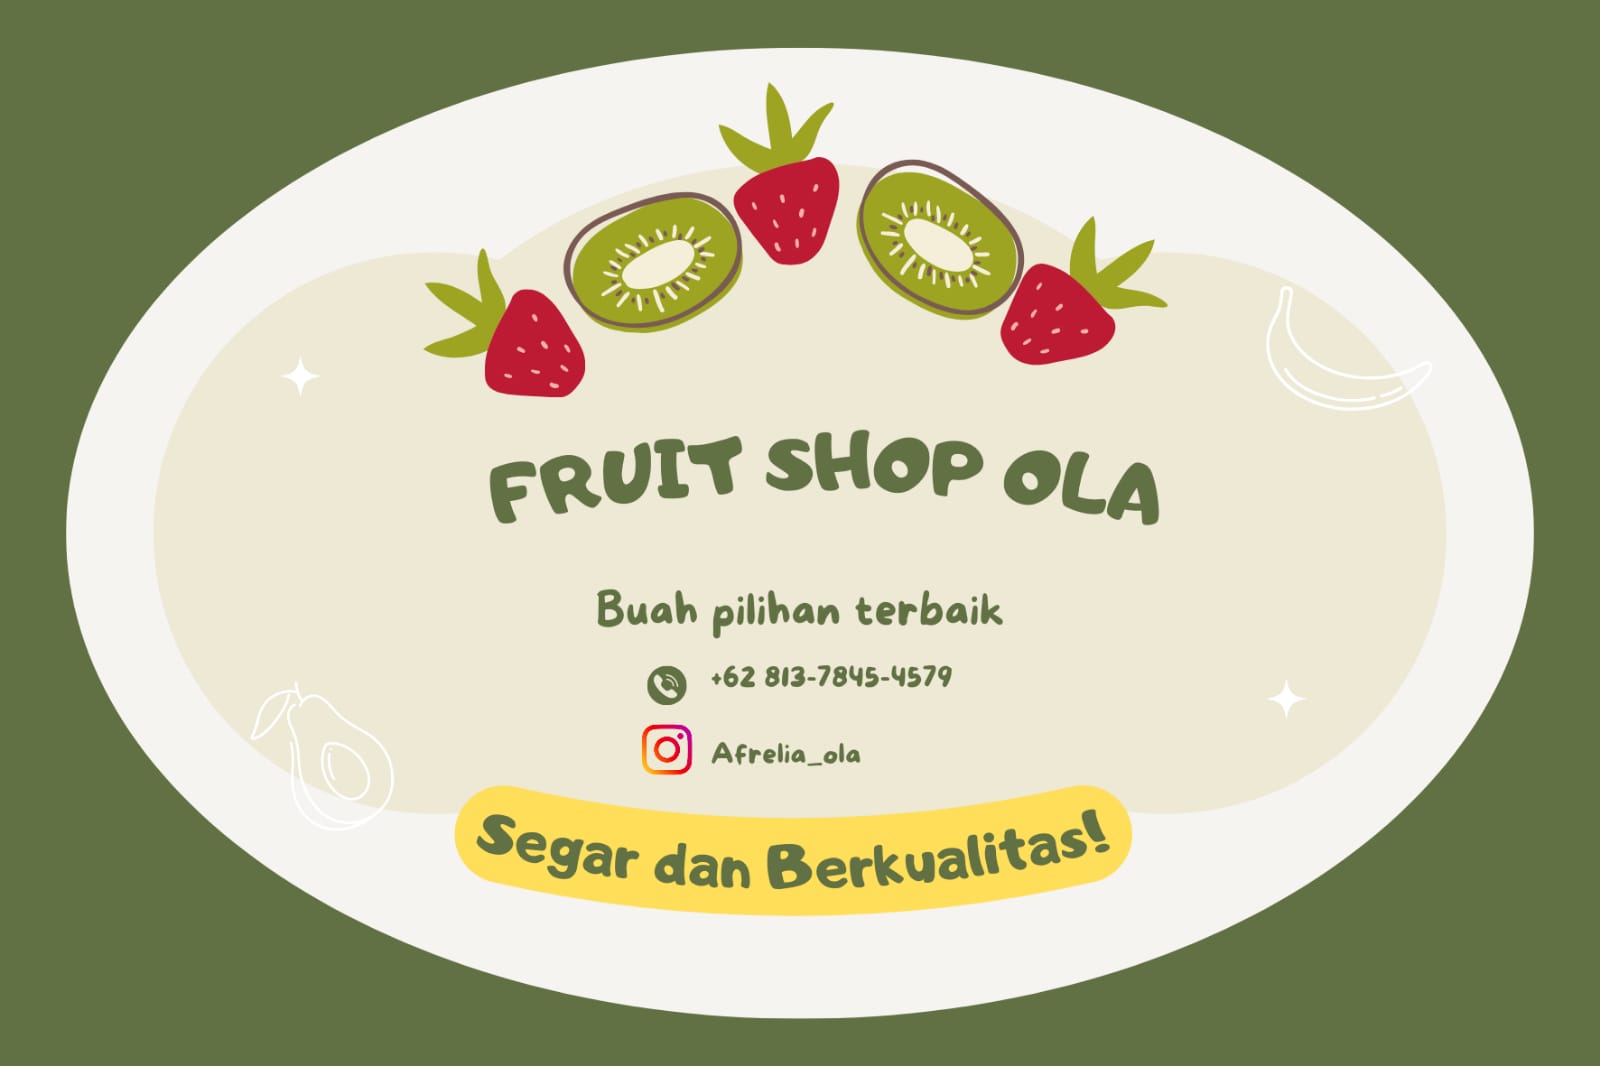 FRUIT SHOP OLA
Buah pilihan terbaik
+62 813-7845-4579
Afrelia_ola
Segar dan Berkualitas!